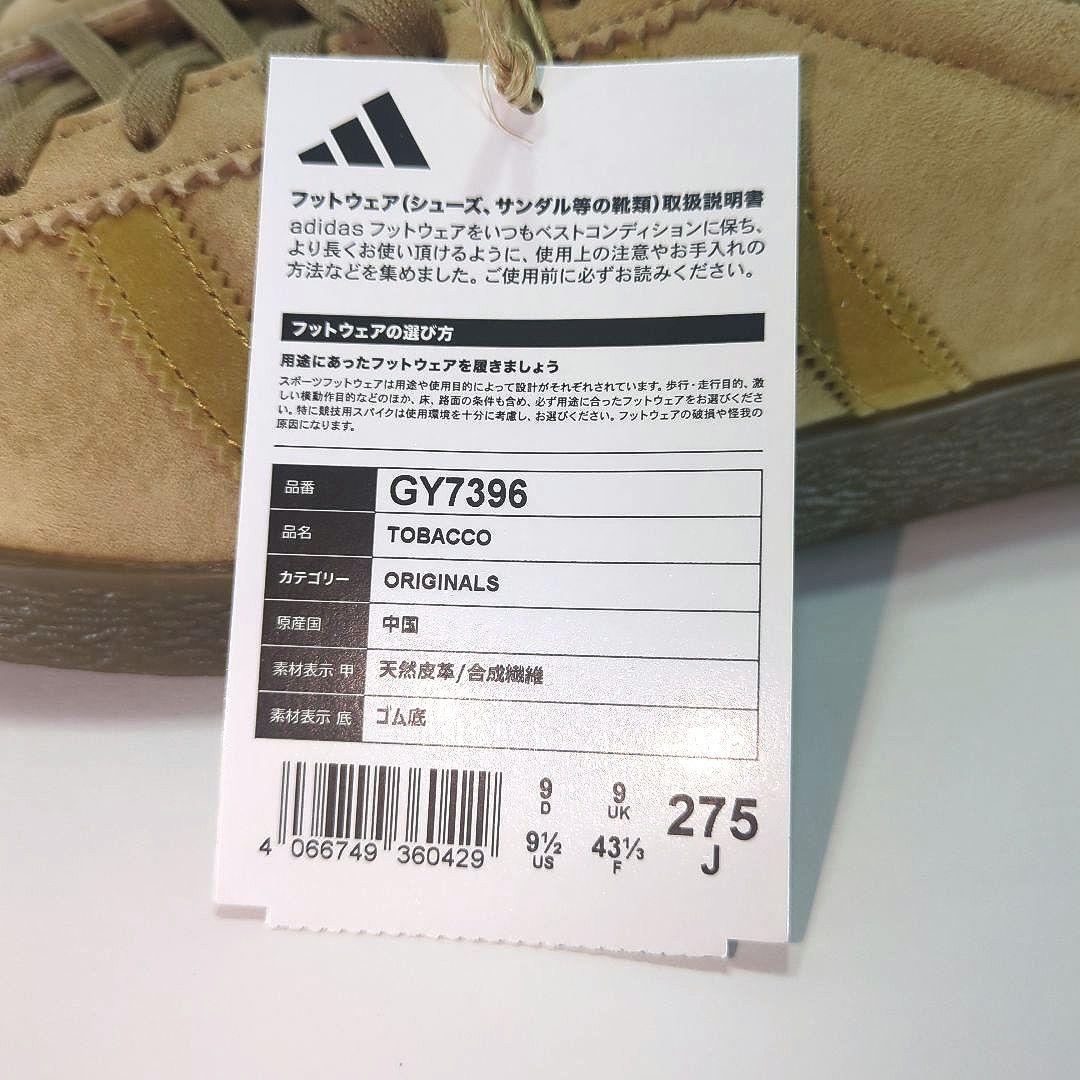 フットウェア(シューズ、サンダル等の靴類)取扱説明書
adidas フットウェアをいつもベストコンディションに保ち、
より長くお使い頂けるように、使用上の注意やお手入れの
方法などを集めました。ご使用前に必ずお読みください。
フットウェアの選び方
用途にあったフットウェアを履きましょう
スポーツフットウェアは用途や使用目的によって設計がそれぞれされています。歩行・走行目的、激
しい横動作目的などのほか、床、路面の条件も含め、必ず用途に合ったフットウェアをお選びくださ
い。特に競技用スパイクは使用環境を十分に考慮し、お選びください。フットウェアの破損や怪我の
原因になります。
品番 GY7396
品名 TOBACCO
カテゴリー ORIGINALS
原産国 中国
素材表示 甲 天然皮革/合成繊維
素材表示 底 ゴム底
9 D 9 UK 275 J
9½ US 43⅓ F
4 066749 360429